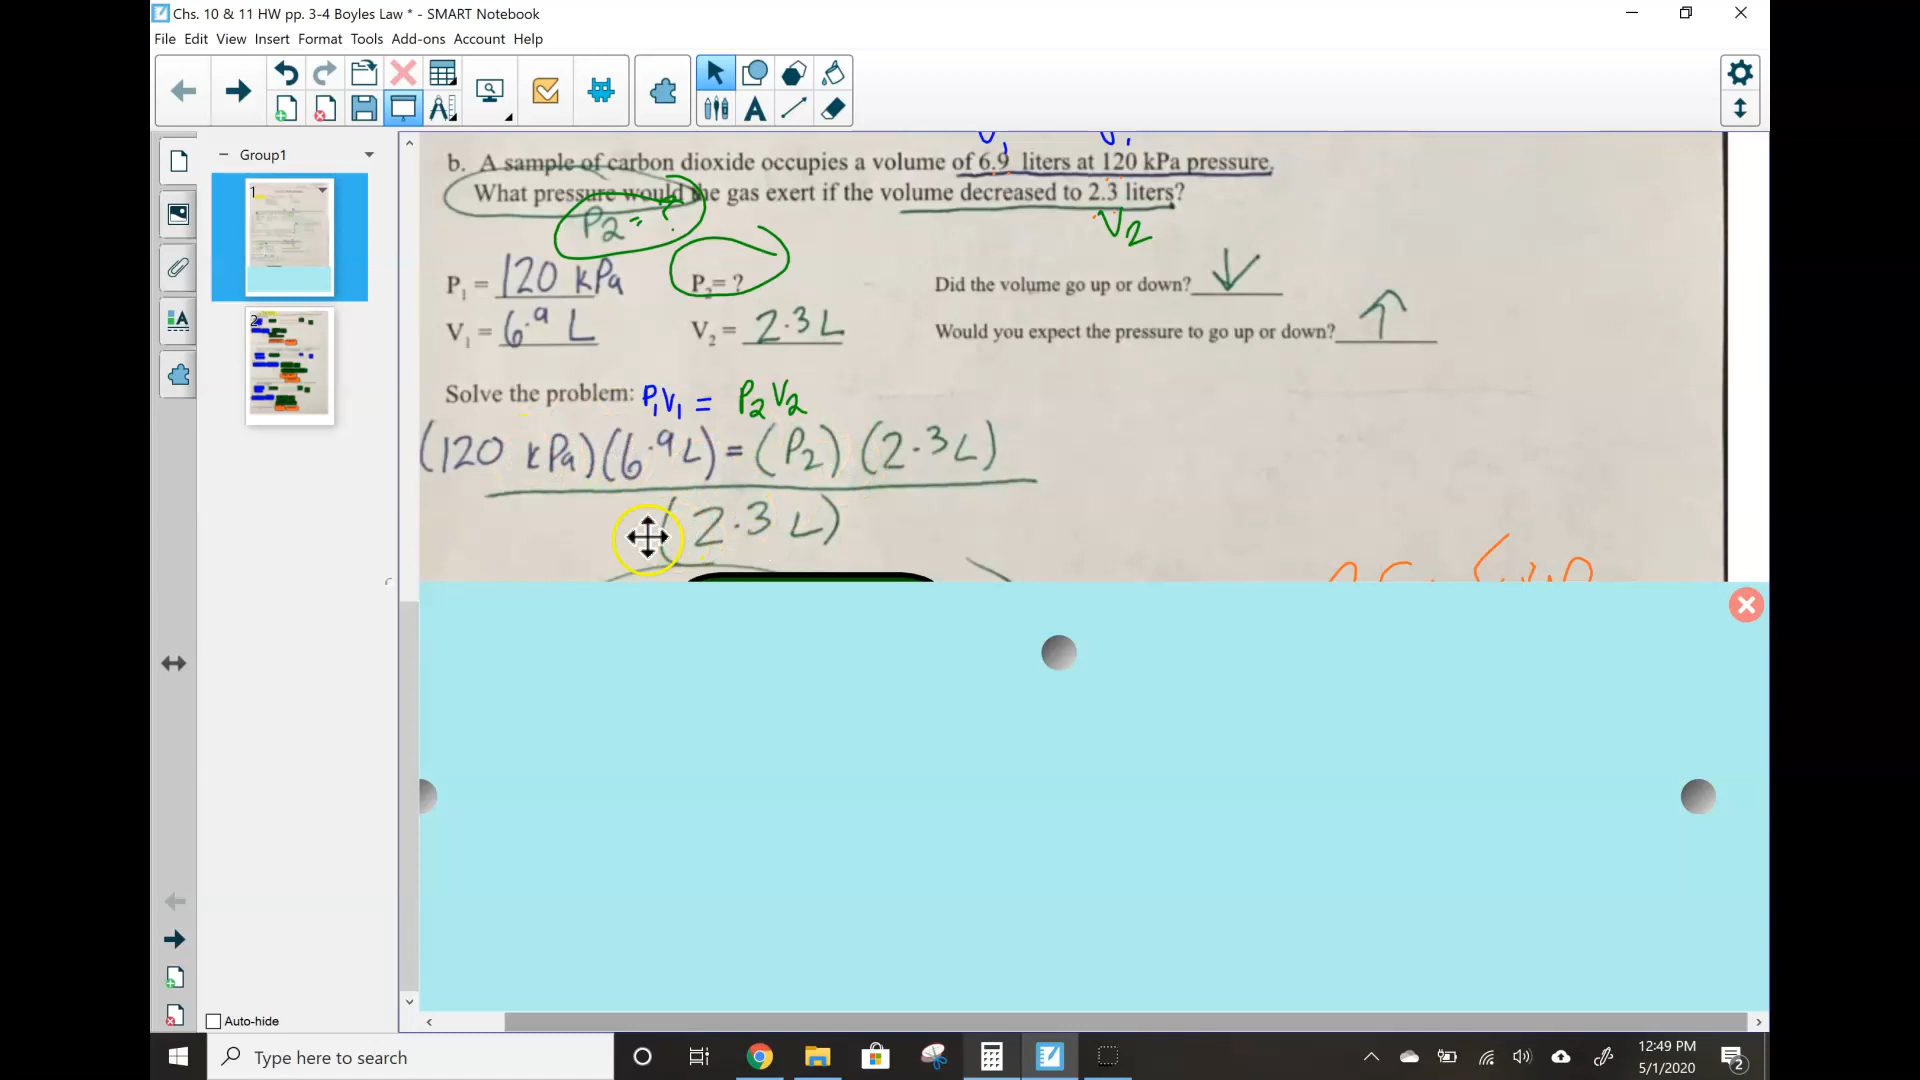 Chs. 10 & 11 HW pp. 3-4 Boyles Law * - SMART Notebook
File Edit View Insert Format Tools Add-ons Account Help
Group1
1
2
b. A sample of carbon dioxide occupies a volume of 6.9 liters at 120 kPa pressure.
What pressure would the gas exert if the volume decreased to 2.3 liters?
P2 = ?
V2
P1 = 120 kPa P2= ? Did the volume go up or down? ↓
V1 = 6.9 L V2 = 2.3 L Would you expect the pressure to go up or down? ↑
Solve the problem: P1V1 = P2V2
(120 kPa)(6.9L) = (P2) (2.3L)
(2.3 L)
Auto-hide
Type here to search
12:49 PM
5/1/2020
2